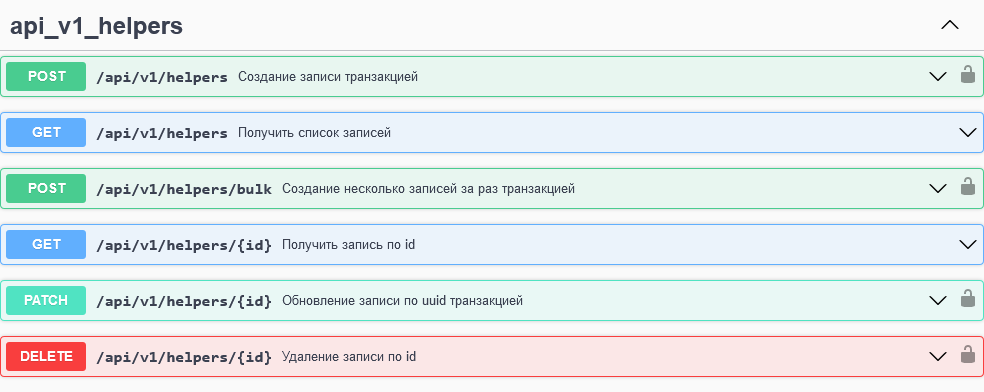 api_v1_helpers
POST /api/v1/helpers Создание записи транзакцией
GET /api/v1/helpers Получить список записей
POST /api/v1/helpers/bulk Создание несколько записей за раз транзакцией
GET /api/v1/helpers/{id} Получить запись по id
PATCH /api/v1/helpers/{id} Обновление записи по uuid транзакцией
DELETE /api/v1/helpers/{id} Удаление записи по id